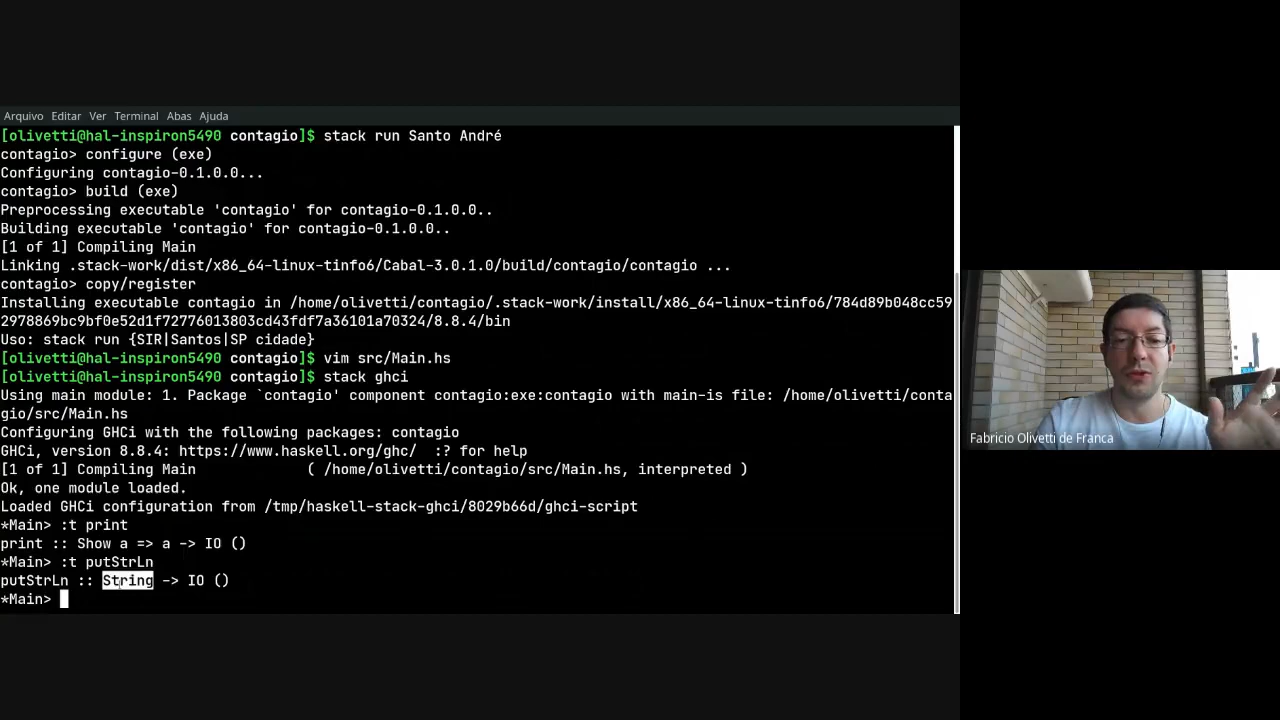 Arquivo Editar Ver Terminal Abas Ajuda
[olivetti@hal-inspiron5490 contagio]$ stack run Santo André
contagio> configure (exe)
Configuring contagio-0.1.0.0...
contagio> build (exe)
Preprocessing executable 'contagio' for contagio-0.1.0.0..
Building executable 'contagio' for contagio-0.1.0.0..
[1 of 1] Compiling Main
Linking .stack-work/dist/x86_64-linux-tinfo6/Cabal-3.0.1.0/build/contagio/contagio ...
contagio> copy/register
Installing executable contagio in /home/olivetti/contagio/.stack-work/install/x86_64-linux-tinfo6/784d89b048cc59
2978869bc9bf0e52d1f72776013803cd43fdf7a36101a70324/8.8.4/bin
Uso: stack run {SIR|Santos|SP cidade}
[olivetti@hal-inspiron5490 contagio]$ vim src/Main.hs
[olivetti@hal-inspiron5490 contagio]$ stack ghci
Using main module: 1. Package `contagio' component contagio:exe:contagio with main-is file: /home/olivetti/conta
gio/src/Main.hs
Configuring GHCi with the following packages: contagio
GHCi, version 8.8.4: https://www.haskell.org/ghc/  :? for help
[1 of 1] Compiling Main             ( /home/olivetti/contagio/src/Main.hs, interpreted )
Ok, one module loaded.
Loaded GHCi configuration from /tmp/haskell-stack-ghci/8029b66d/ghci-script
*Main> :t print
print :: Show a => a -> IO ()
*Main> :t putStrLn
putStrLn :: String -> IO ()
*Main>
Fabricio Olivetti de Franca